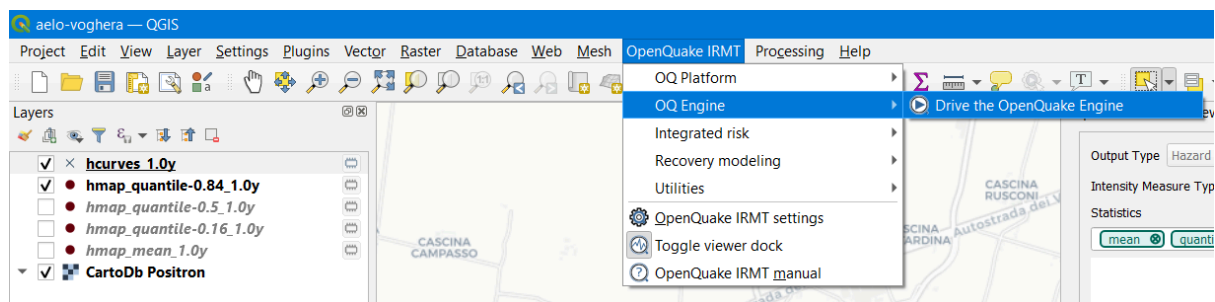 aelo-voghera — QGIS
Project Edit View Layer Settings Plugins Vector Raster Database Web Mesh OpenQuake IRMT Processing Help
OQ Platform
OQ Engine
Drive the OpenQuake Engine
Integrated risk
Recovery modeling
Utilities
OpenQuake IRMT settings
Toggle viewer dock
OpenQuake IRMT manual
Layers
hcurves_1.0y
hmap_quantile-0.84_1.0y
hmap_quantile-0.5_1.0y
hmap_quantile-0.16_1.0y
hmap_mean_1.0y
CartoDb Positron
CASCINA
CAMPASSO
CASCINA
RUSCONI
SCINA
ARDINA
Autostrada dei
Output Type Hazard
Intensity Measure Typ
Statistics
mean quanti